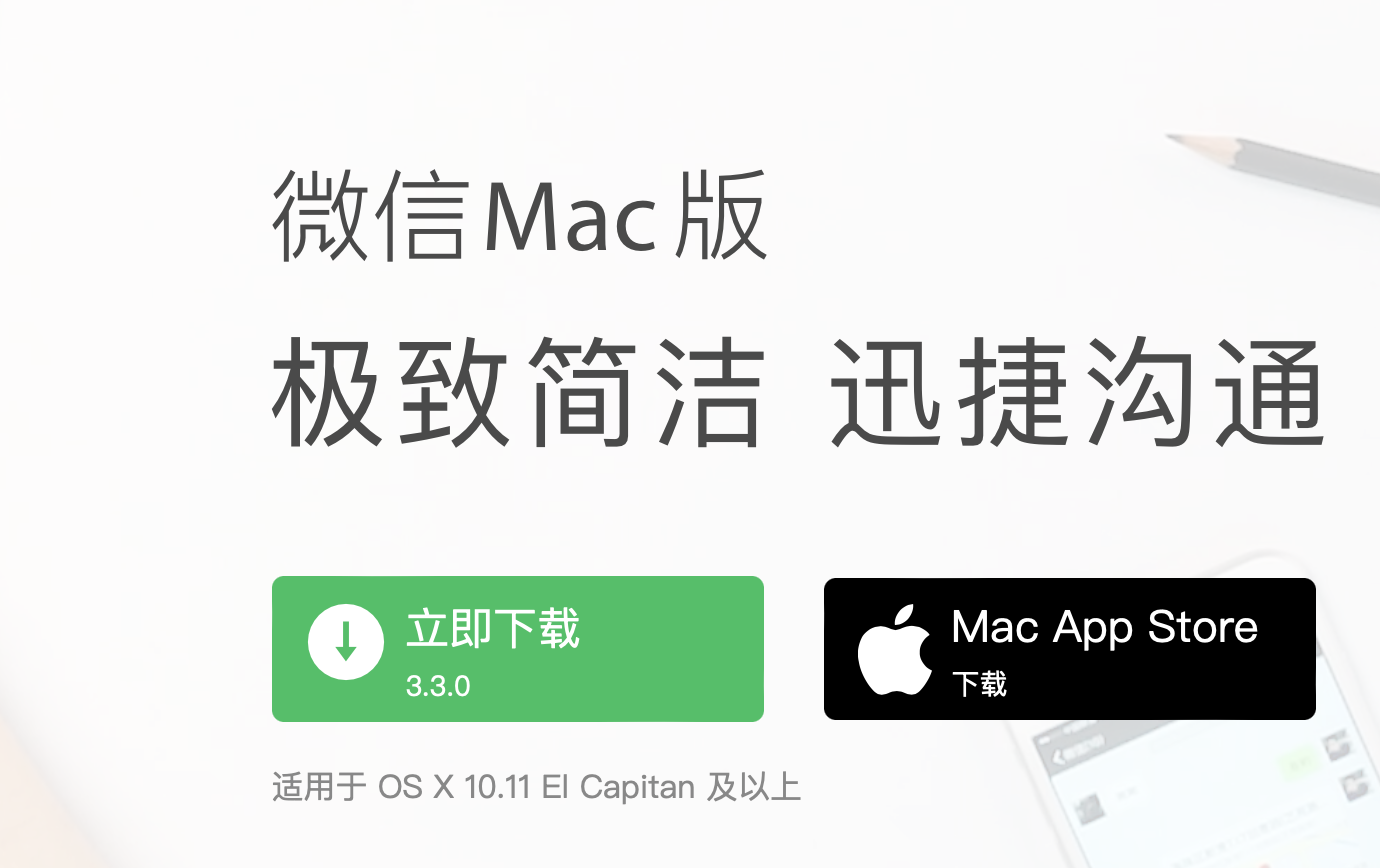 微信Mac版
极致简洁 迅捷沟通
立即下载
3.3.0
Mac App Store
下载
适用于 OS X 10.11 El Capitan 及以上